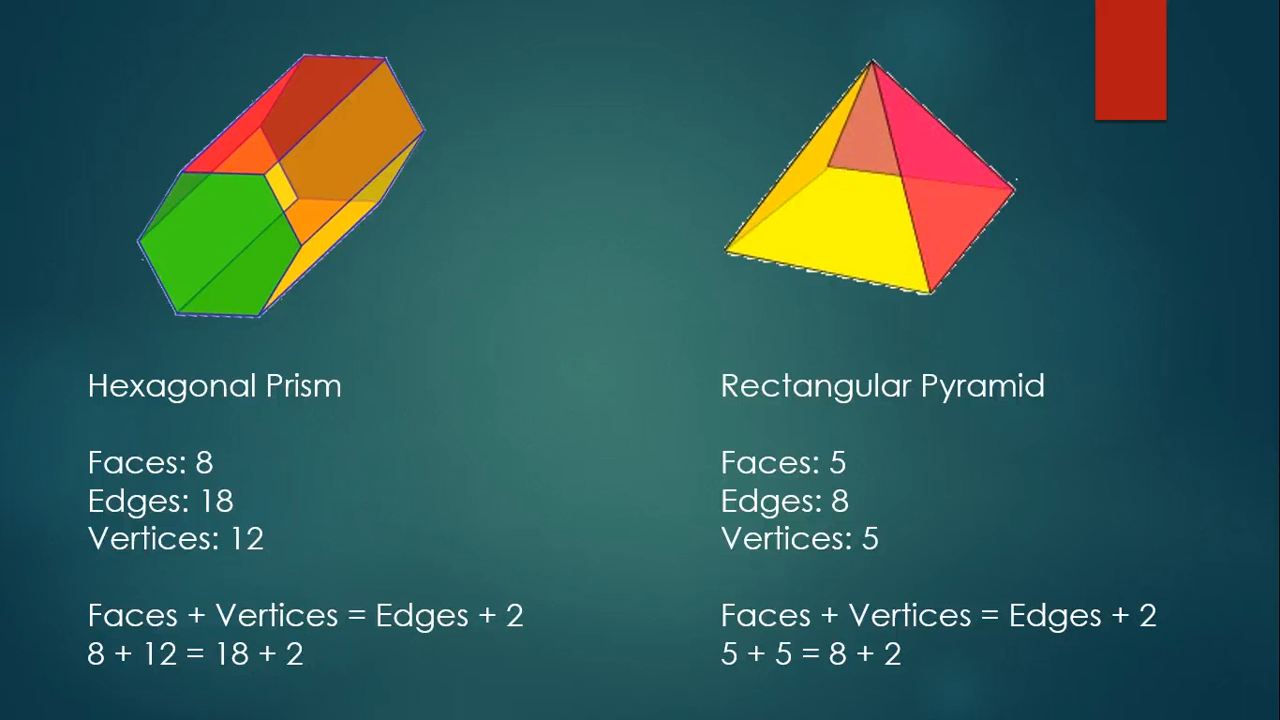 Hexagonal Prism
Faces: 8
Edges: 18
Vertices: 12
Faces + Vertices = Edges + 2
8 + 12 = 18 + 2
Rectangular Pyramid
Faces: 5
Edges: 8
Vertices: 5
Faces + Vertices = Edges + 2
5 + 5 = 8 + 2